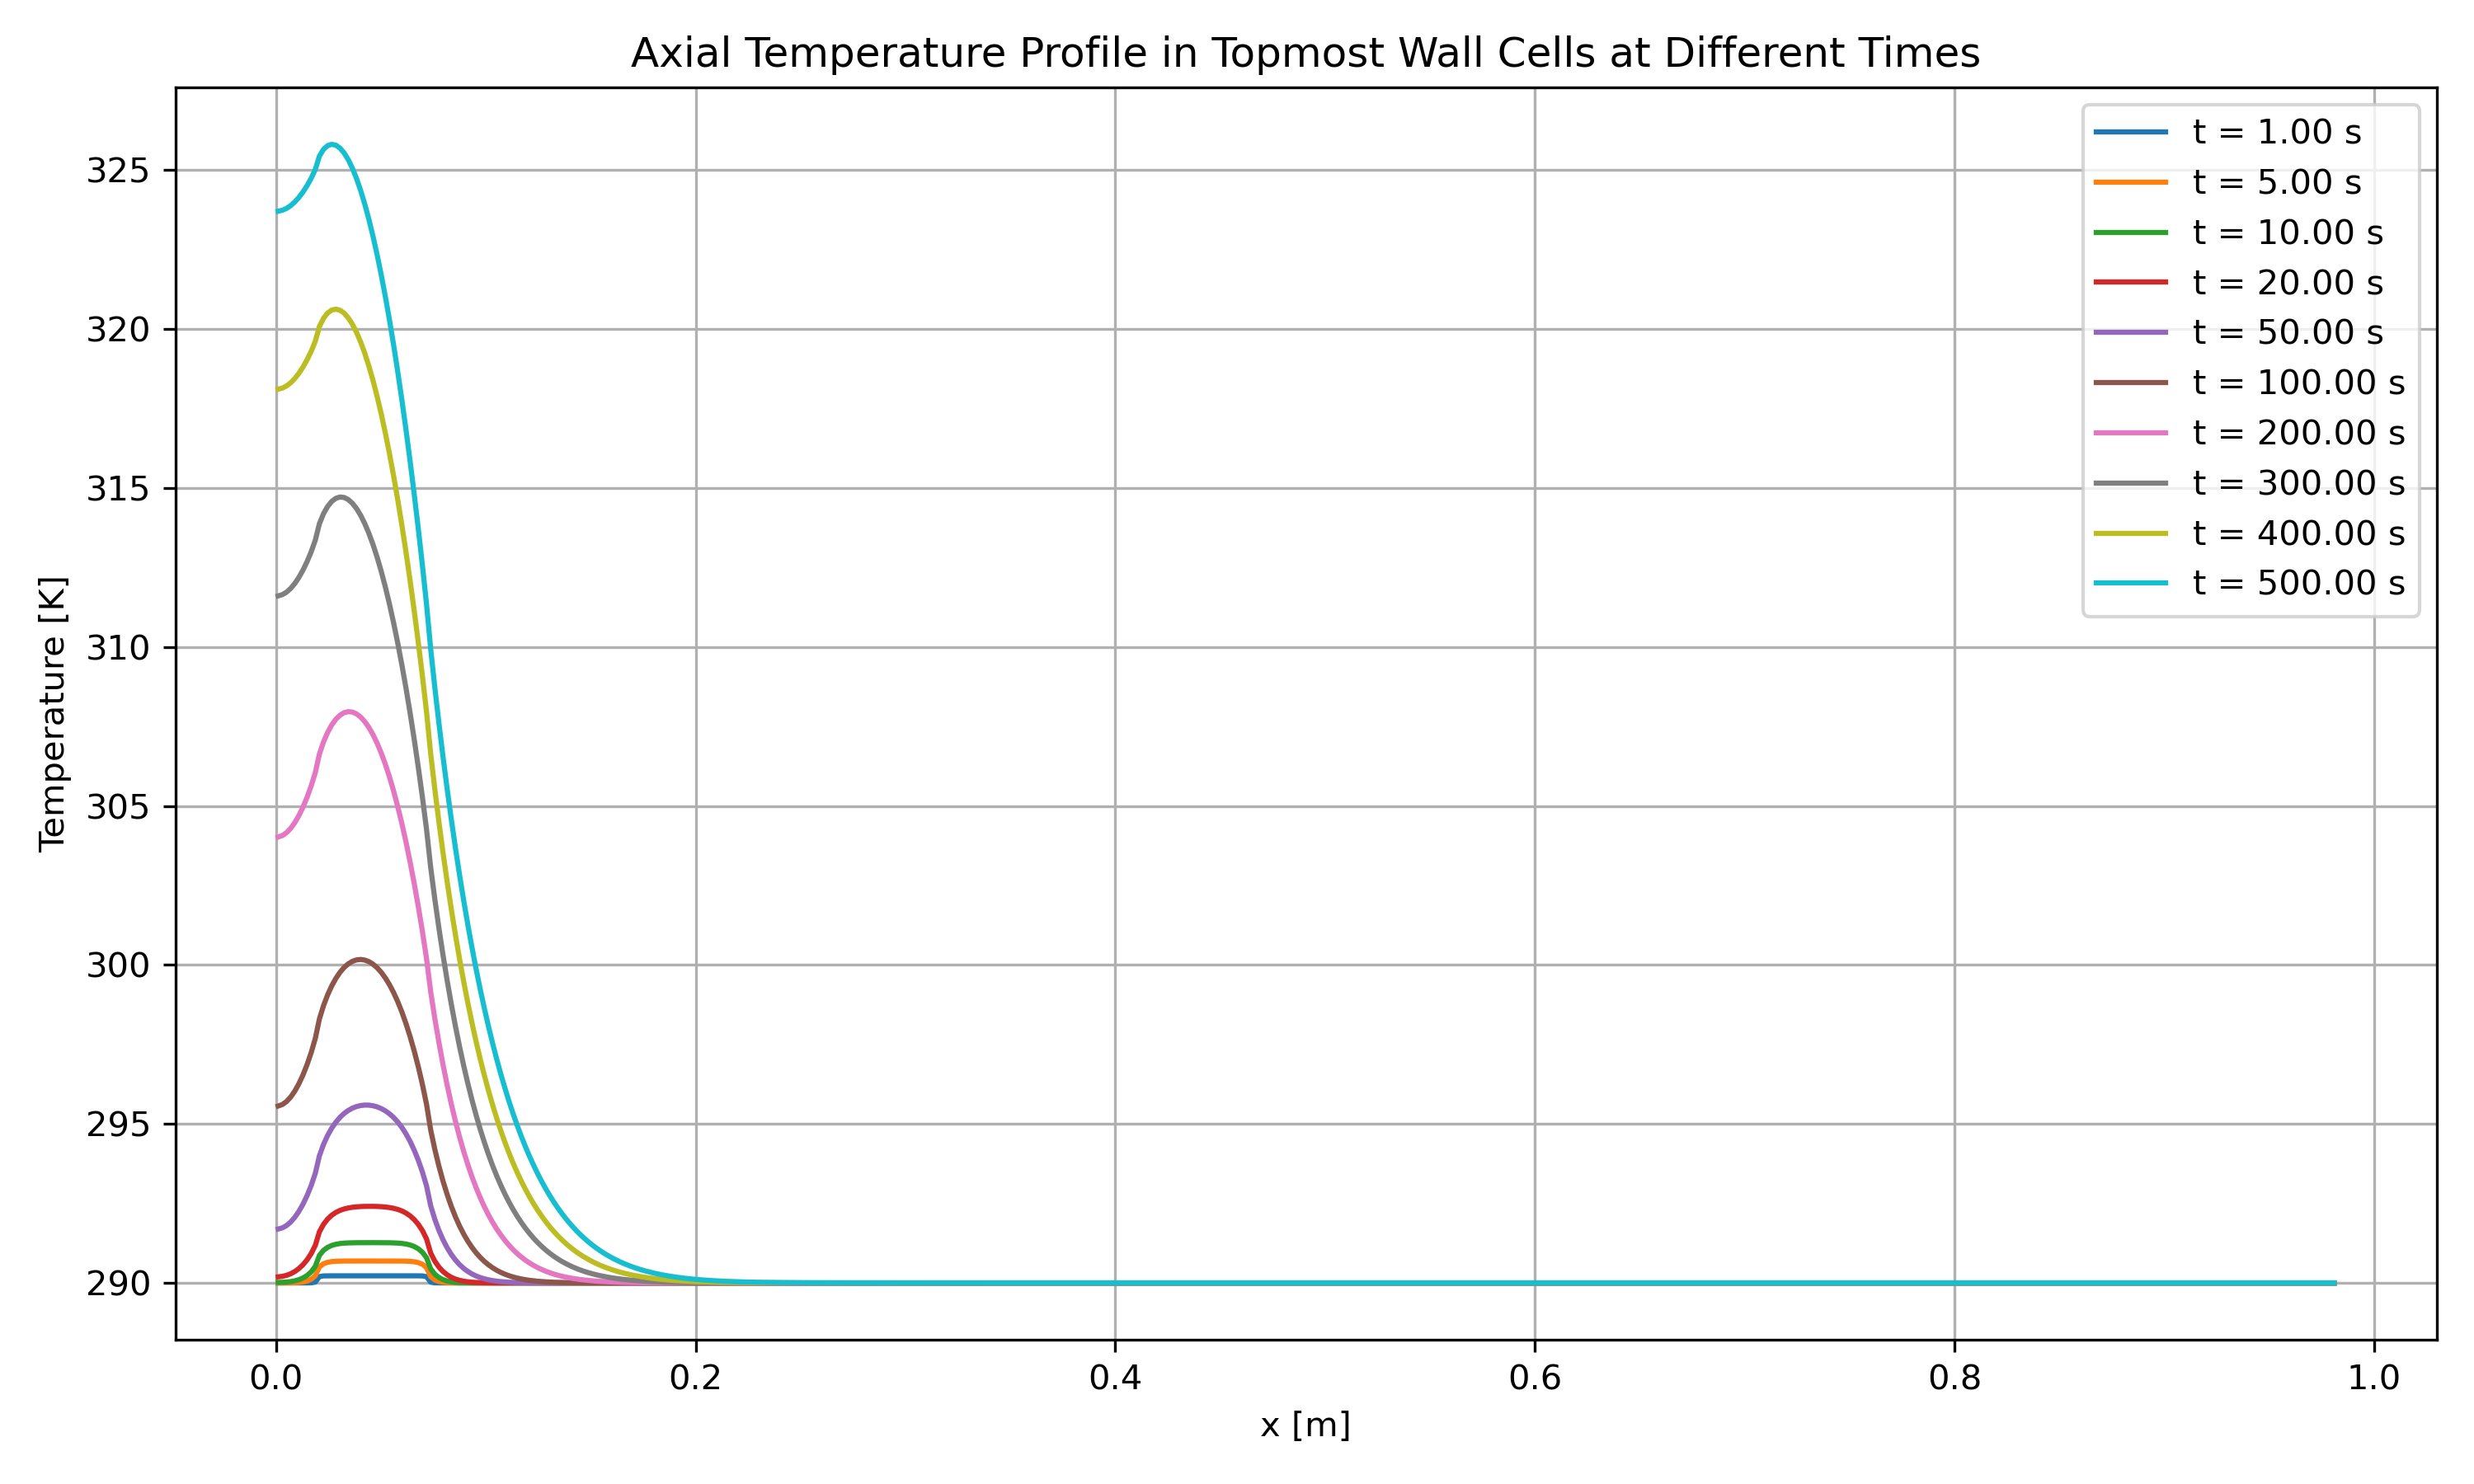 Axial Temperature Profile in Topmost Wall Cells at Different Times
t = 1.00 s
t = 5.00 s
t = 10.00 s
t = 20.00 s
t = 50.00 s
t = 100.00 s
t = 200.00 s
t = 300.00 s
t = 400.00 s
t = 500.00 s
Temperature [K]
325
320
315
310
305
300
295
290
0.0 0.2 0.4 0.6 0.8 1.0
x [m]